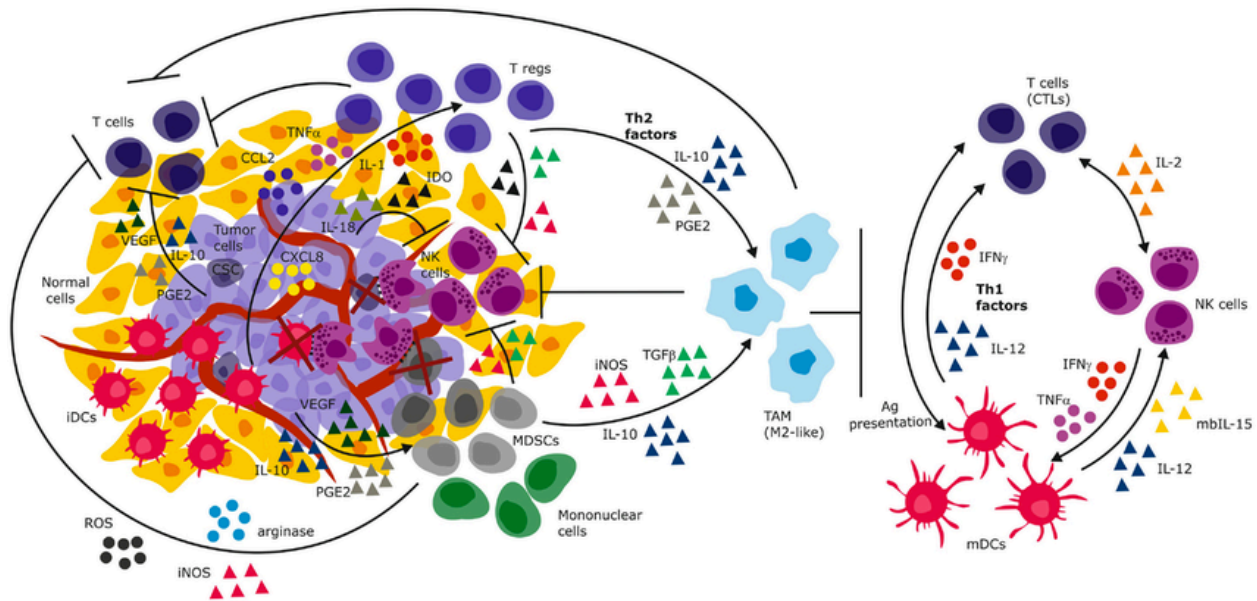 T regs
T cells
TNFα
CCL2
IL-1
IDO
IL-18
VEGF
IL-10
PGE2
Tumor
cells
CSC
CXCL8
NK
cells
Normal
cells
iDCs
VEGF
IL-10
PGE2
MDSCs
Mononuclear
cells
ROS
arginase
iNOS
Th2
factors
IL-10
PGE2
iNOS
TGFβ
IL-10
TAM
(M2-like)
T cells
(CTLs)
IL-2
IFNγ
Th1
factors
IL-12
NK cells
IFNγ
TNFα
mbIL-15
IL-12
Ag
presentation
mDCs